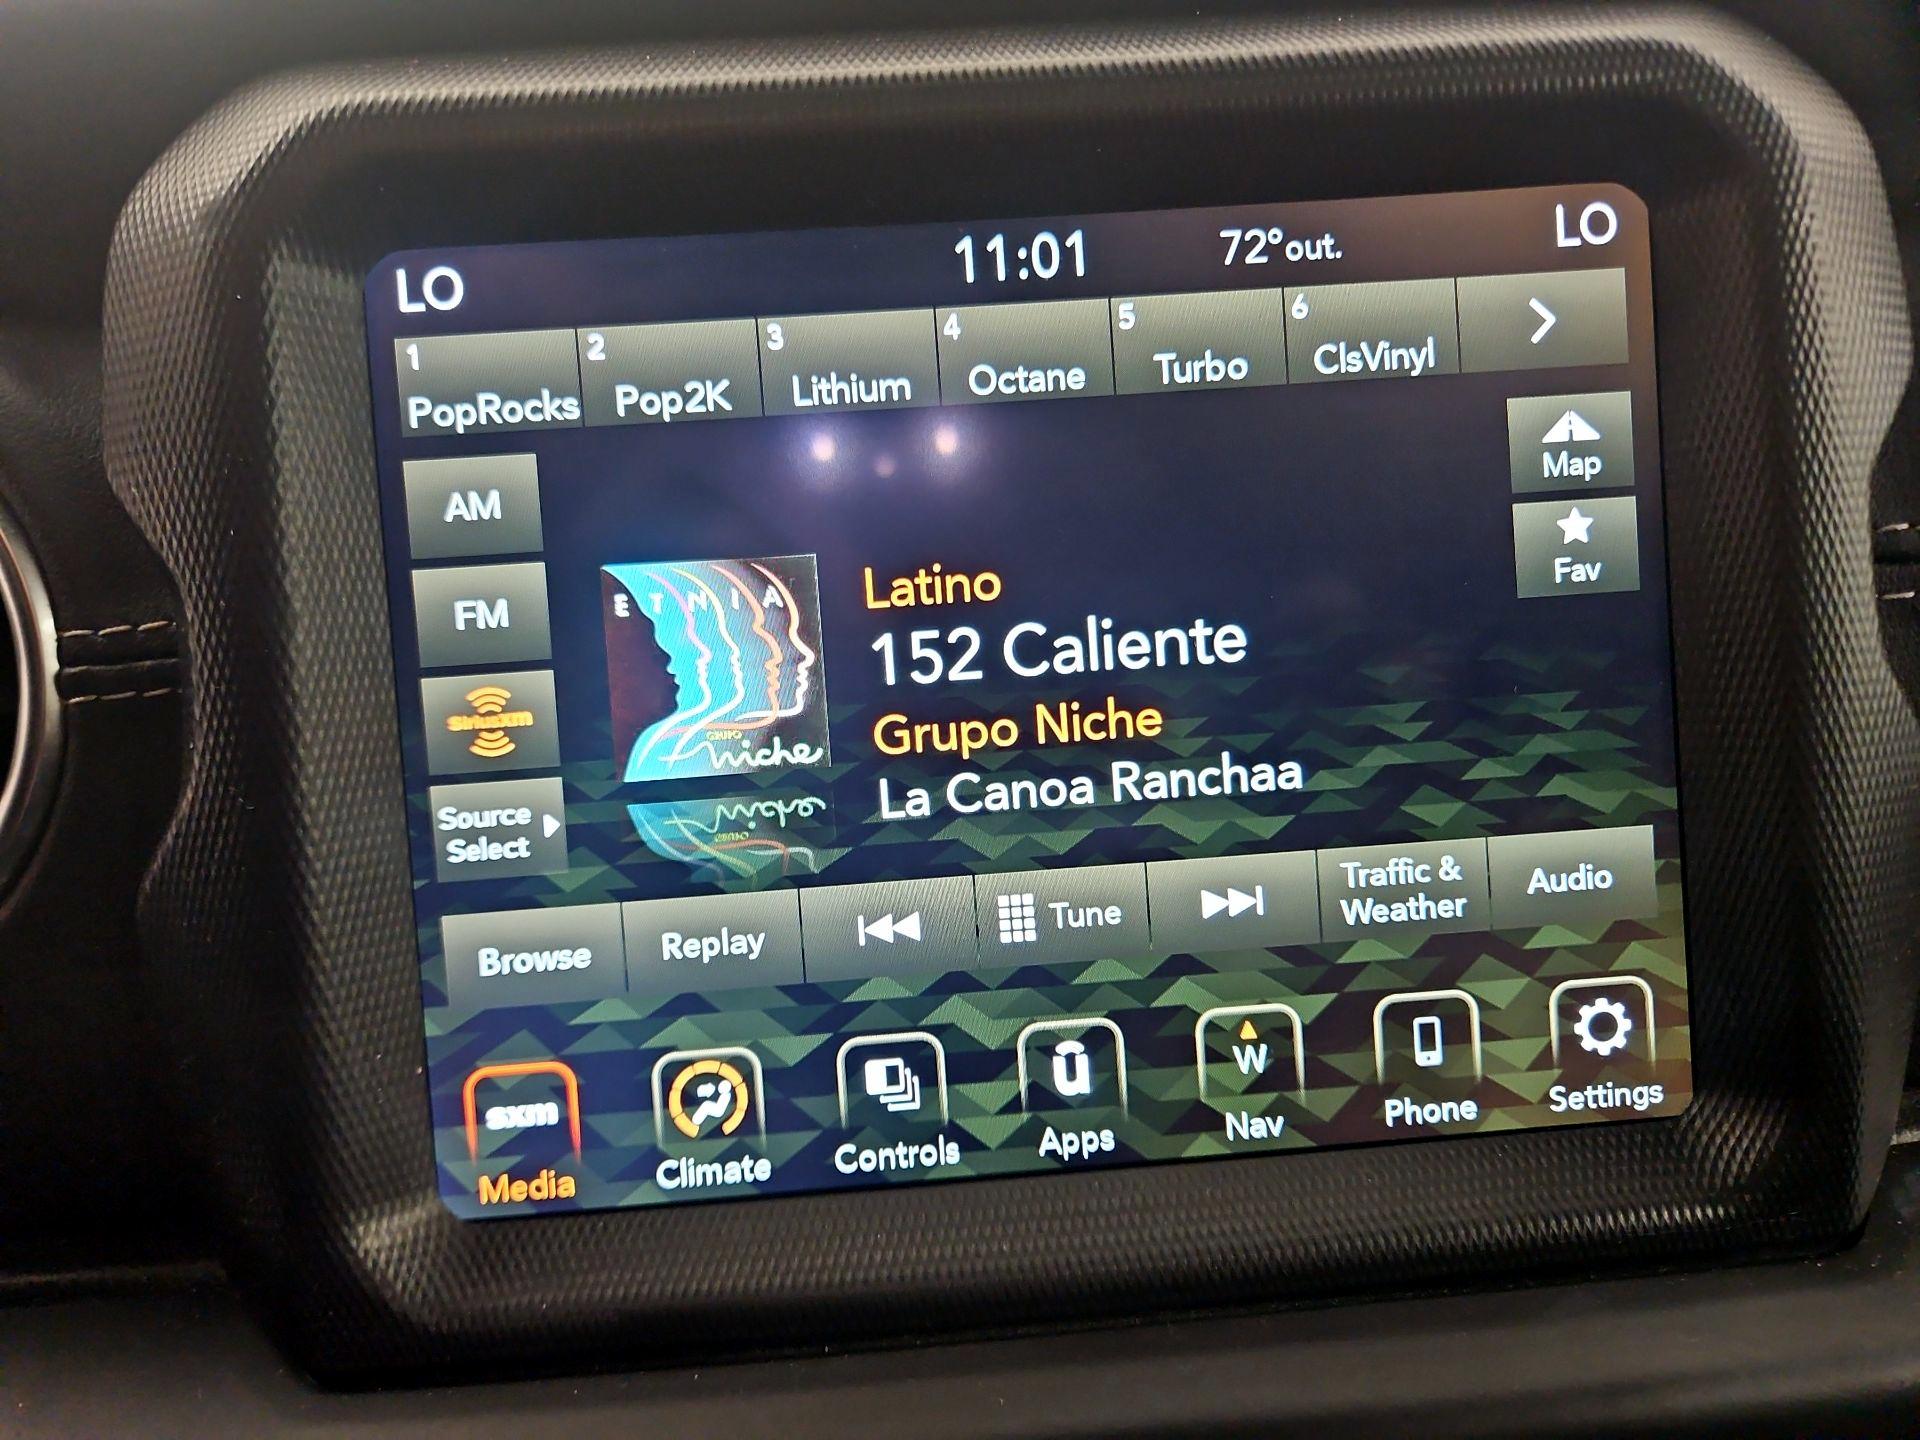 LO
11:01
72°out.
LO
1
PopRocks
2
Pop2K
3
Lithium
4
Octane
5
Turbo
6
ClsVinyl
AM
FM
SiriusXM
Source
Select
Map
Fav
E T N I A
GRUPO
niche
Latino
152 Caliente
Grupo Niche
La Canoa Ranchaa
Browse
Replay
Tune
Traffic &
Weather
Audio
sxm
Media
Climate
Controls
u
Apps
W
Nav
Phone
Settings